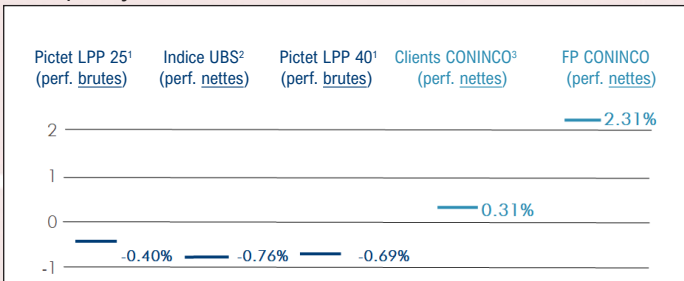 Pictet LPP 25¹ Indice UBS² Pictet LPP 40¹ Clients CONINCO³ FP CONINCO
(perf. brutes) (perf. nettes) (perf. brutes) (perf. nettes) (perf. nettes)
2.31%
2
1
0.31%
0
-0.40% -0.76% -0.69%
-1